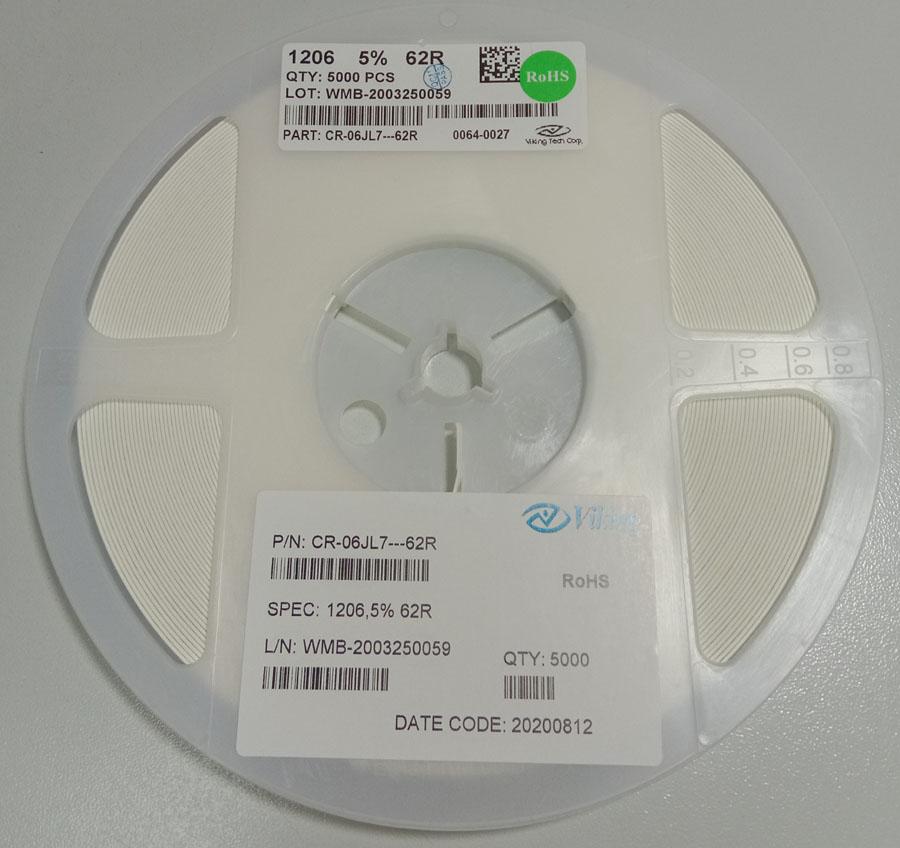 1206 5% 62R
QTY: 5000 PCS
RoHS
LOT: WMB-2003250059
PART: CR-06JL7---62R 0064-0027
Viking Tech Corp.
0.2 0.4 0.6 0.8
Viking
P/N: CR-06JL7---62R
RoHS
SPEC: 1206,5% 62R
L/N: WMB-2003250059
QTY: 5000
DATE CODE: 20200812